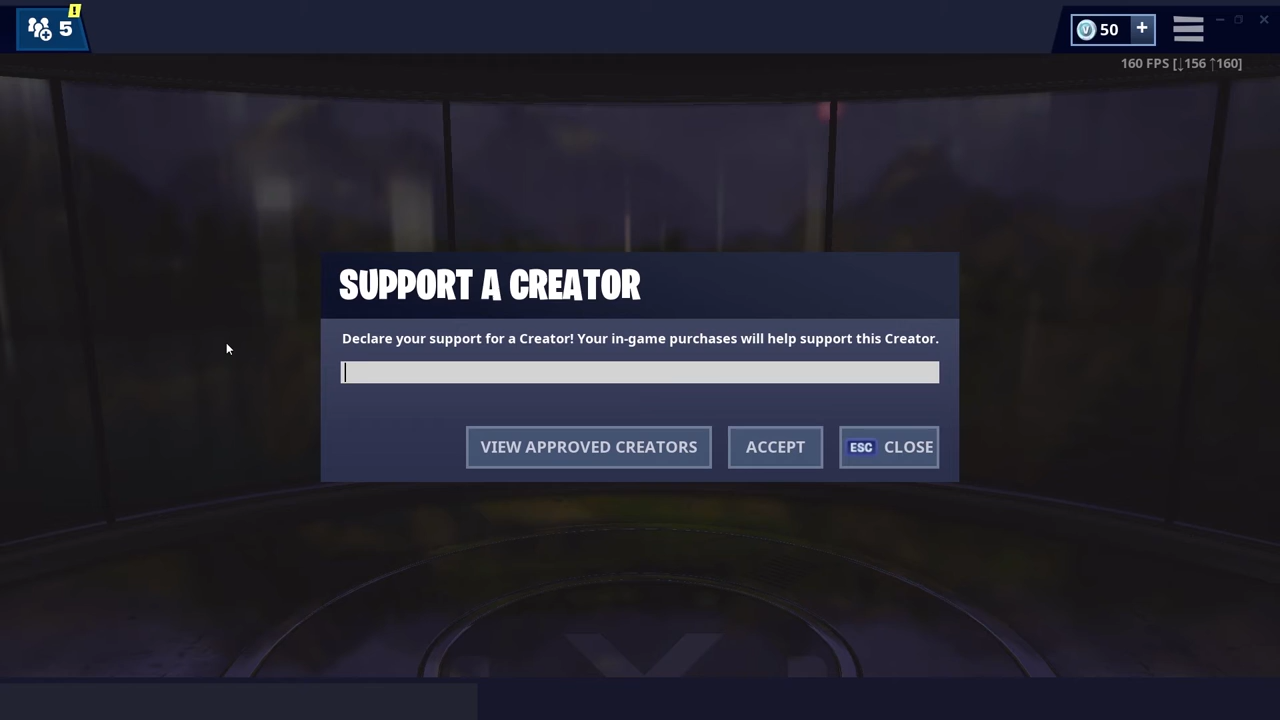 !
5
50 +
160 FPS [↓156 ↑160]
SUPPORT A CREATOR
Declare your support for a Creator! Your in-game purchases will help support this Creator.
VIEW APPROVED CREATORS ACCEPT ESC CLOSE